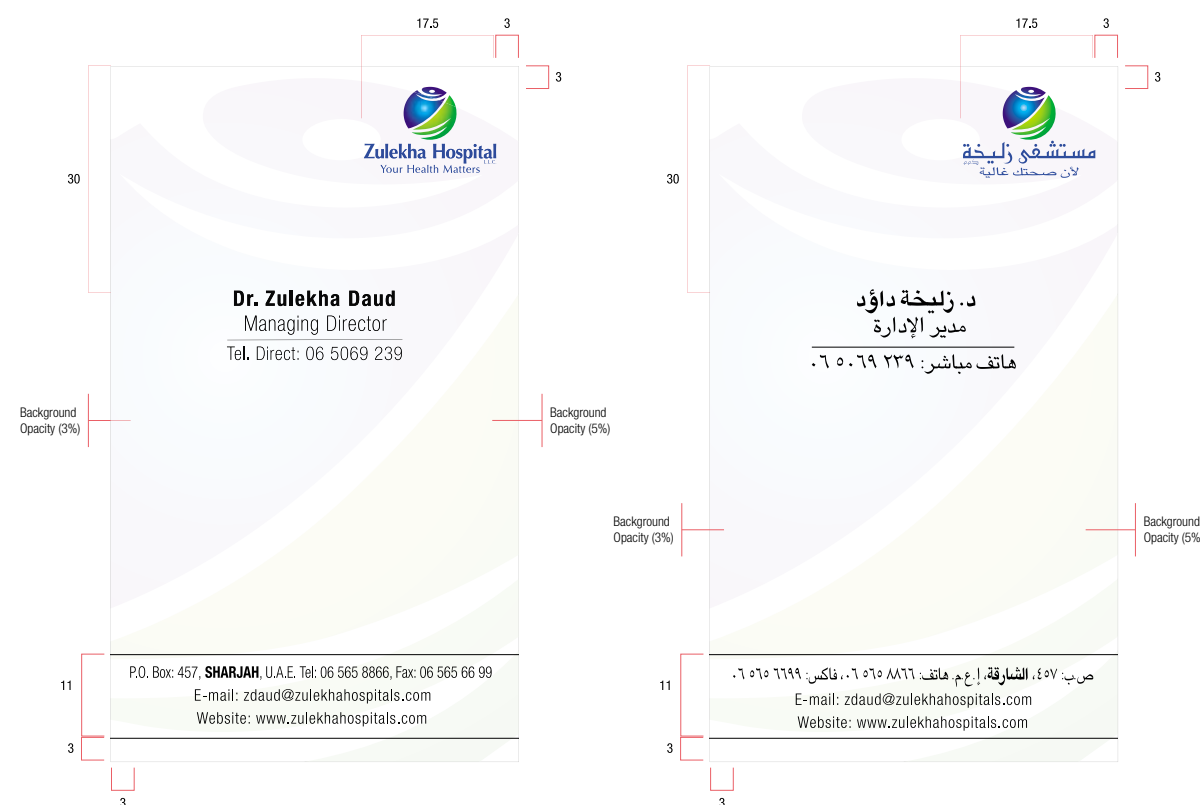 17.5
3
3
30
Zulekha Hospital
LLC
Your Health Matters
Dr. Zulekha Daud
Managing Director
Tel. Direct: 06 5069 239
Background
Opacity (3%)
Background
Opacity (5%)
P.O. Box: 457, SHARJAH, U.A.E. Tel: 06 565 8866, Fax: 06 565 66 99
E-mail: zdaud@zulekhahospitals.com
Website: www.zulekhahospitals.com
11
3
3
17.5
3
3
30
مستشفى زليخة
لأن صحتك غالية
د. زليخة داؤد
مدير الإدارة
هاتف مباشر: ٢٣٩ ٥٠٦٩ ٠٦
Background
Opacity (3%)
Background
Opacity (5%
ص.ب: ٤٥٧، الشارقة، إ.ع.م. هاتف: ٨٨٦٦ ٥٦٥ ٠٦، فاكس: ٦٦٩٩ ٥٦٥ ٠٦
E-mail: zdaud@zulekhahospitals.com
Website: www.zulekhahospitals.com
11
3
3